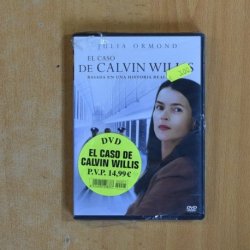 JULIA ORMOND
EL CASO
DE CALVIN WILLIS
BASADA EN UNA HISTORIA REAL
DVD
EL CASO DE
CALVIN WILLIS
P.V.P. 14,99€
DVD